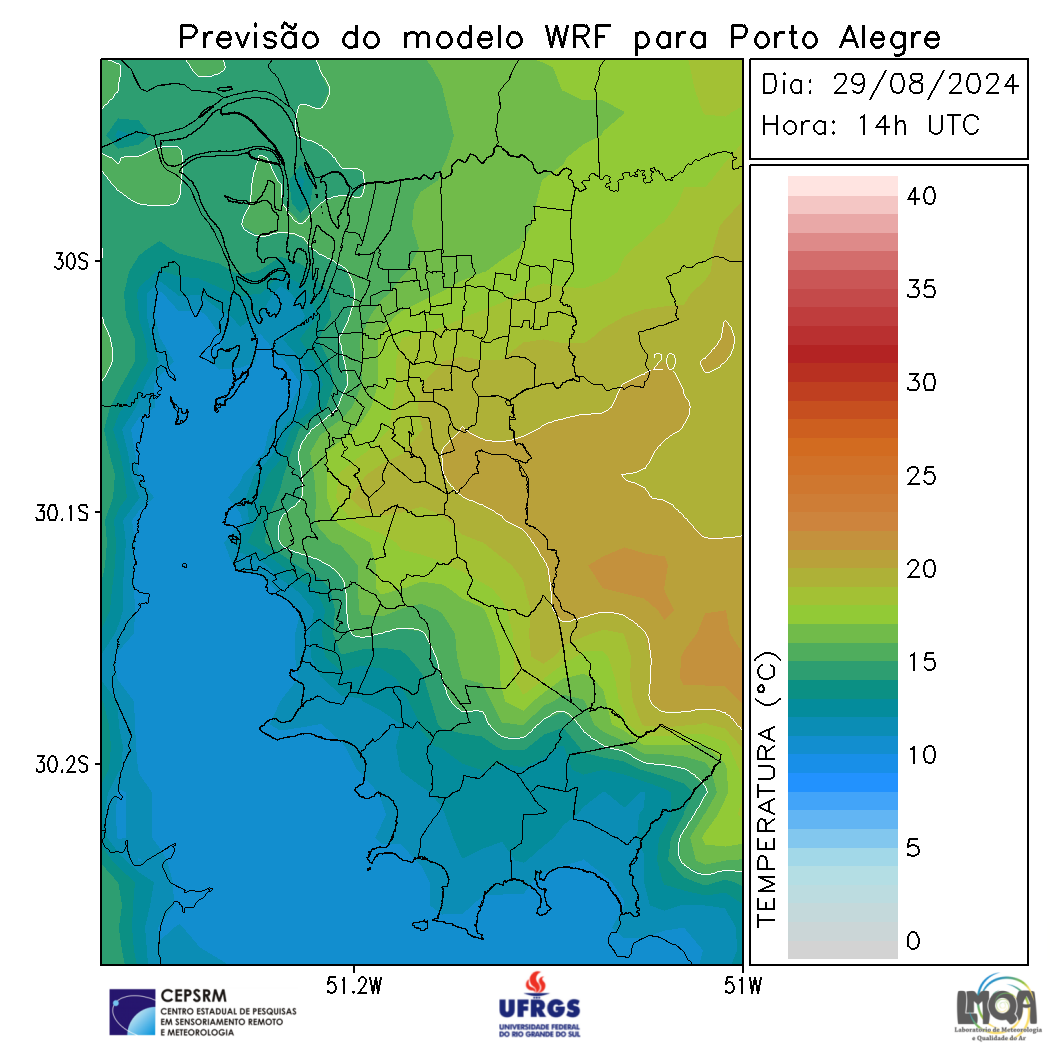 Previsão do modelo WRF para Porto Alegre
Dia: 29/08/2024
Hora: 14h UTC
40
35
30
25
20
15
10
5
0
TEMPERATURA (°C)
20
30S
30.1S
30.2S
51.2W
51W
CEPSRM
CENTRO ESTADUAL DE PESQUISAS
EM SENSORIAMENTO REMOTO
E METEOROLOGIA
UFRGS
UNIVERSIDADE FEDERAL
DO RIO GRANDE DO SUL
LMQA
Laboratório de Meteorologia
e Qualidade do Ar